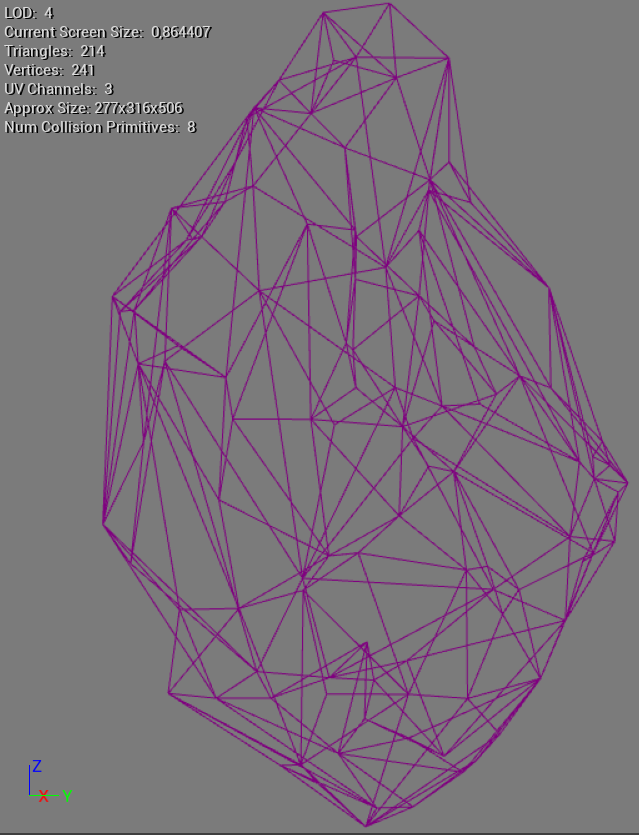 LOD: 4
Current Screen Size: 0,864407
Triangles: 214
Vertices: 241
UV Channels: 3
Approx Size: 277x316x506
Num Collision Primitives: 8
Z
X Y